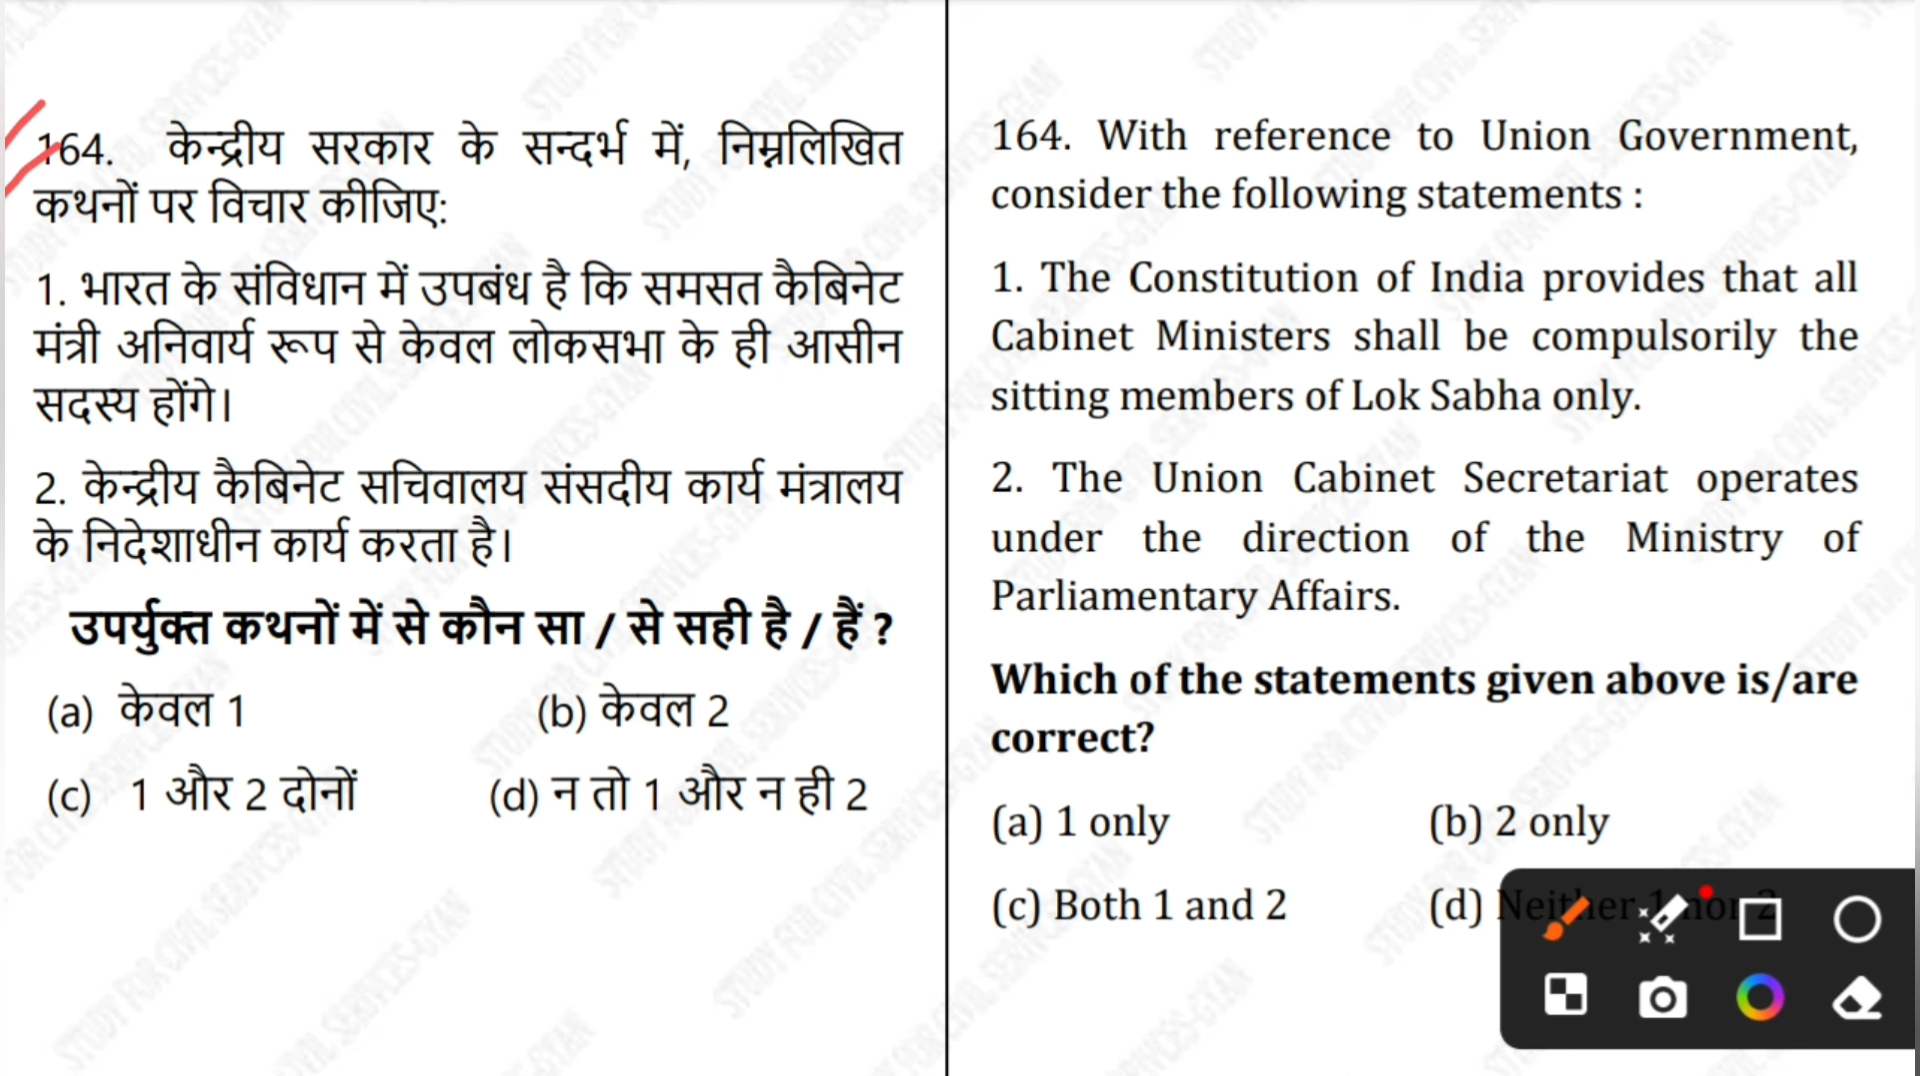 164. केन्द्रीय सरकार के सन्दर्भ में, निम्नलिखित
कथनों पर विचार कीजिए:
1. भारत के संविधान में उपबंध है कि समसत कैबिनेट
मंत्री अनिवार्य रूप से केवल लोकसभा के ही आसीन
सदस्य होंगे।
2. केन्द्रीय कैबिनेट सचिवालय संसदीय कार्य मंत्रालय
के निदेशाधीन कार्य करता है।
उपर्युक्त कथनों में से कौन सा / से सही है / हैं ?
(a) केवल 1 (b) केवल 2
(c) 1 और 2 दोनों (d) न तो 1 और न ही 2
164. With reference to Union Government,
consider the following statements :
1. The Constitution of India provides that all
Cabinet Ministers shall be compulsorily the
sitting members of Lok Sabha only.
2. The Union Cabinet Secretariat operates
under the direction of the Ministry of
Parliamentary Affairs.
Which of the statements given above is/are
correct?
(a) 1 only (b) 2 only
(c) Both 1 and 2 (d) Neither 1 nor 2